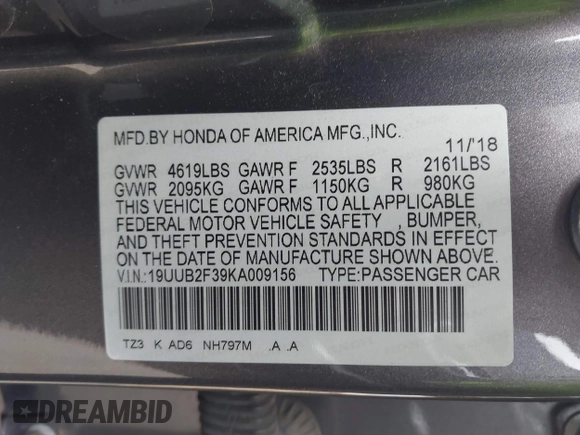 MFD.BY HONDA OF AMERICA MFG.,INC.
11/'18
GVWR 4619LBS GAWR F 2535LBS R 2161LBS
GVWR 2095KG GAWR F 1150KG R 980KG
THIS VEHICLE CONFORMS TO ALL APPLICABLE
FEDERAL MOTOR VEHICLE SAFETY , BUMPER,
AND THEFT PREVENTION STANDARDS IN EFFECT
ON THE DATE OF MANUFACTURE SHOWN ABOVE.
V.I.N.:19UUB2F39KA009156 TYPE:PASSENGER CAR
TZ3 K AD6 NH797M .A .A
DREAMBID